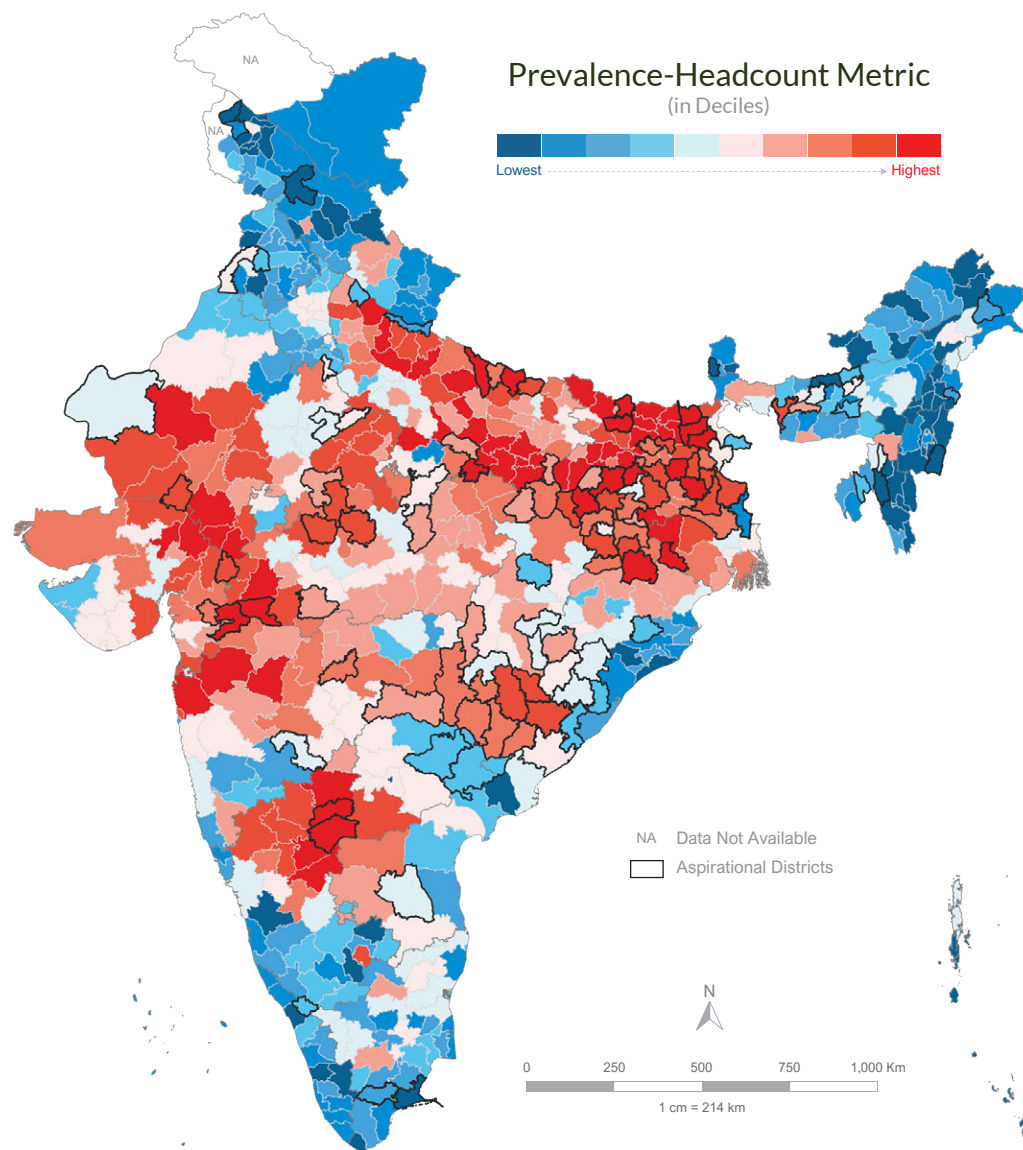 NA
Prevalence-Headcount Metric
(in Deciles)
NA
Lowest
Highest
NA Data Not Available
Aspirational Districts
N
0 250 500 750 1,000 Km
1 cm = 214 km